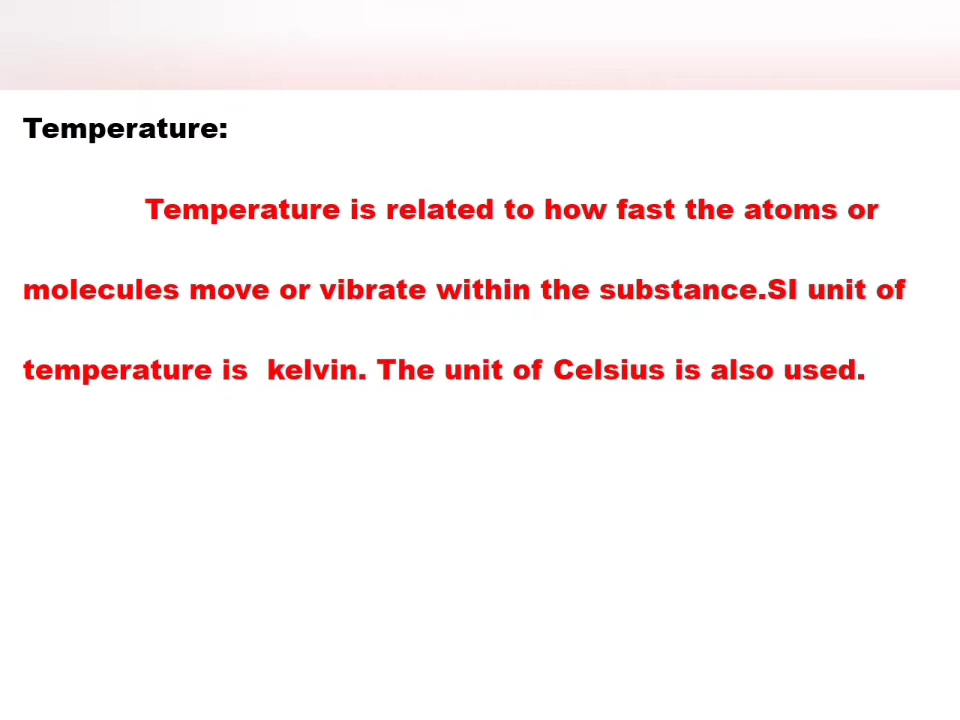 Temperature:
Temperature is related to how fast the atoms or
molecules move or vibrate within the substance.SI unit of
temperature is  kelvin. The unit of Celsius is also used.